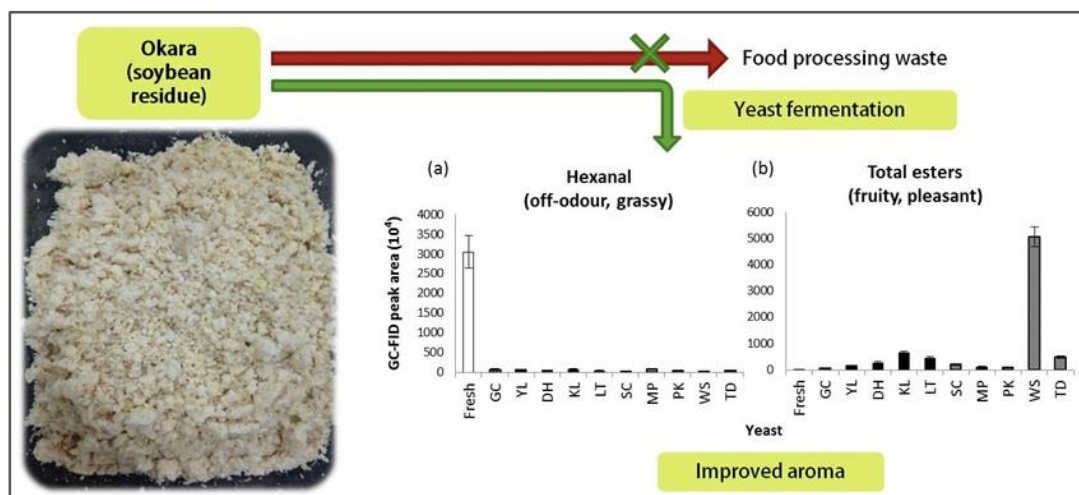 Okara
(soybean
residue)
Food processing waste
Yeast fermentation
(a)
Hexanal
(off-odour, grassy)
GC-FID peak area (10⁴)
4000
3500
3000
2500
2000
1500
1000
500
0
Fresh
GC
YL
DH
KL
LT
SC
MP
PK
WS
TD
(b)
Total esters
(fruity, pleasant)
6000
5000
4000
3000
2000
1000
0
Fresh
GC
YL
DH
KL
LT
SC
MP
PK
WS
TD
Yeast
Improved aroma